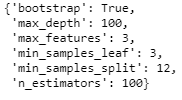 {'bootstrap': True,
'max_depth': 100,
'max_features': 3,
'min_samples_leaf': 3,
'min_samples_split': 12,
'n_estimators': 100}